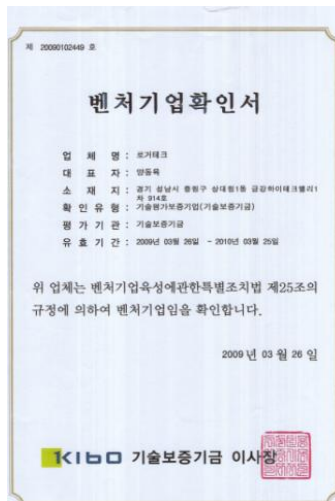 제 20090102449 호
벤처기업확인서
업 체 명 : 로거테크
대 표 자 : 양동욱
소 재 지 : 경기 성남시 중원구 상대원1동 금강하이테크밸리1
차 914호
확 인 유 형 : 기술평가보증기업(기술보증기금)
평 가 기 관 : 기술보증기금
유 효 기 간 : 2009년 03월 26일 ~ 2010년 03월 25일
위 업체는 벤처기업육성에관한특별조치법 제25조의
규정에 의하여 벤처기업임을 확인합니다.
2009 년 03 월 26 일
KIBO 기술보증기금 이사장